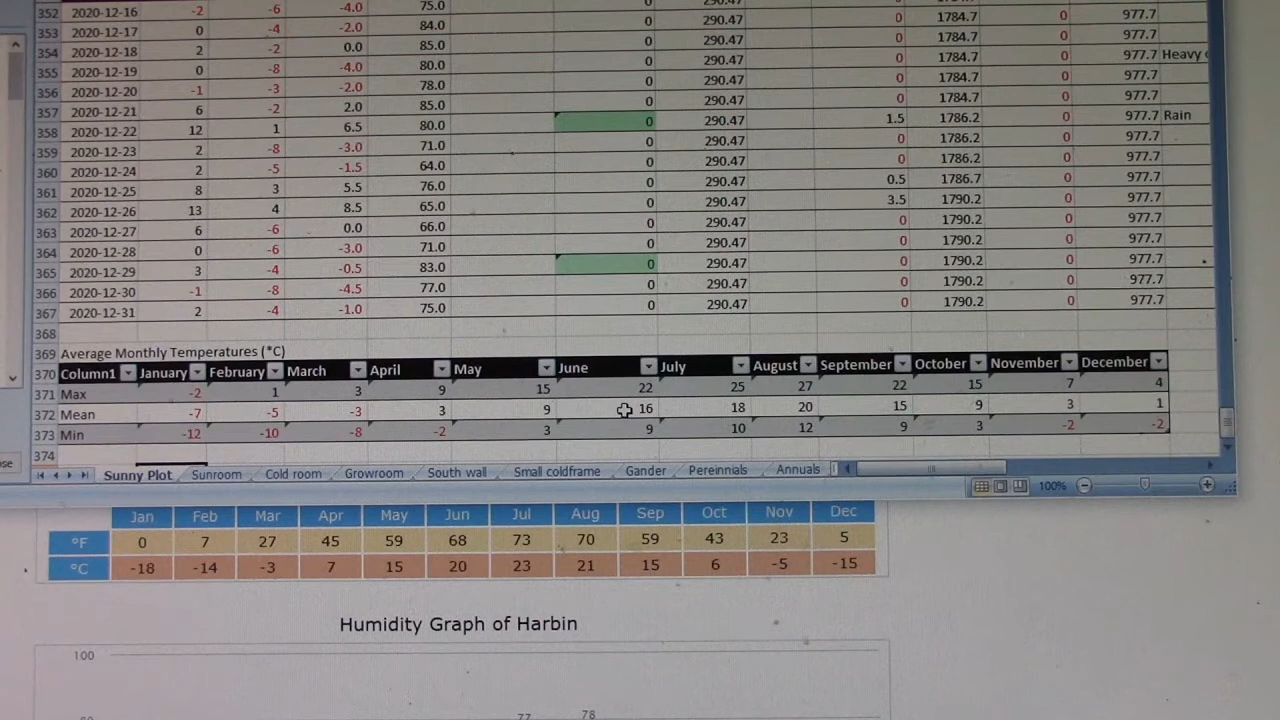 352 2020-12-16 -2 -6 -4.0 75.0 0 290.47 0 1784.7 0 977.7
353 2020-12-17 0 -4 -2.0 84.0 0 290.47 0 1784.7 0 977.7
354 2020-12-18 2 -2 0.0 85.0 0 290.47 0 1784.7 0 977.7 Heavy
355 2020-12-19 0 -8 -4.0 80.0 0 290.47 0 1784.7 0 977.7
356 2020-12-20 -1 -3 -2.0 78.0 0 290.47 0 1784.7 0 977.7
357 2020-12-21 6 -2 2.0 85.0 0 290.47 0 1784.7 0 977.7
358 2020-12-22 12 1 6.5 80.0 0 290.47 1.5 1786.2 0 977.7 Rain
359 2020-12-23 2 -8 -3.0 71.0 0 290.47 0 1786.2 0 977.7
360 2020-12-24 2 -5 -1.5 64.0 0 290.47 0 1786.2 0 977.7
361 2020-12-25 8 3 5.5 76.0 0 290.47 0.5 1786.7 0 977.7
362 2020-12-26 13 4 8.5 65.0 0 290.47 3.5 1790.2 0 977.7
363 2020-12-27 6 -6 0.0 66.0 0 290.47 0 1790.2 0 977.7
364 2020-12-28 0 -6 -3.0 71.0 0 290.47 0 1790.2 0 977.7
365 2020-12-29 3 -4 -0.5 83.0 0 290.47 0 1790.2 0 977.7
366 2020-12-30 -1 -8 -4.5 77.0 0 290.47 0 1790.2 0 977.7
367 2020-12-31 2 -4 -1.0 75.0 0 290.47 0 1790.2 0 977.7
368
369 Average Monthly Temperatures (*C)
370 Column1 January February March April May June July August September October November December
371 Max -2 1 3 9 15 22 25 27 22 15 7 4
372 Mean -7 -5 -3 3 9 16 18 20 15 9 3 1
373 Min -12 -10 -8 -2 3 9 10 12 9 3 -2 -2
374
Sunny Plot Sunroom Cold room Growroom South wall Small coldframe Gander Pereinnials Annuals
100%
Jan Feb Mar Apr May Jun Jul Aug Sep Oct Nov Dec
°F 0 7 27 45 59 68 73 70 59 43 23 5
°C -18 -14 -3 7 15 20 23 21 15 6 -5 -15
Humidity Graph of Harbin
100
77 78